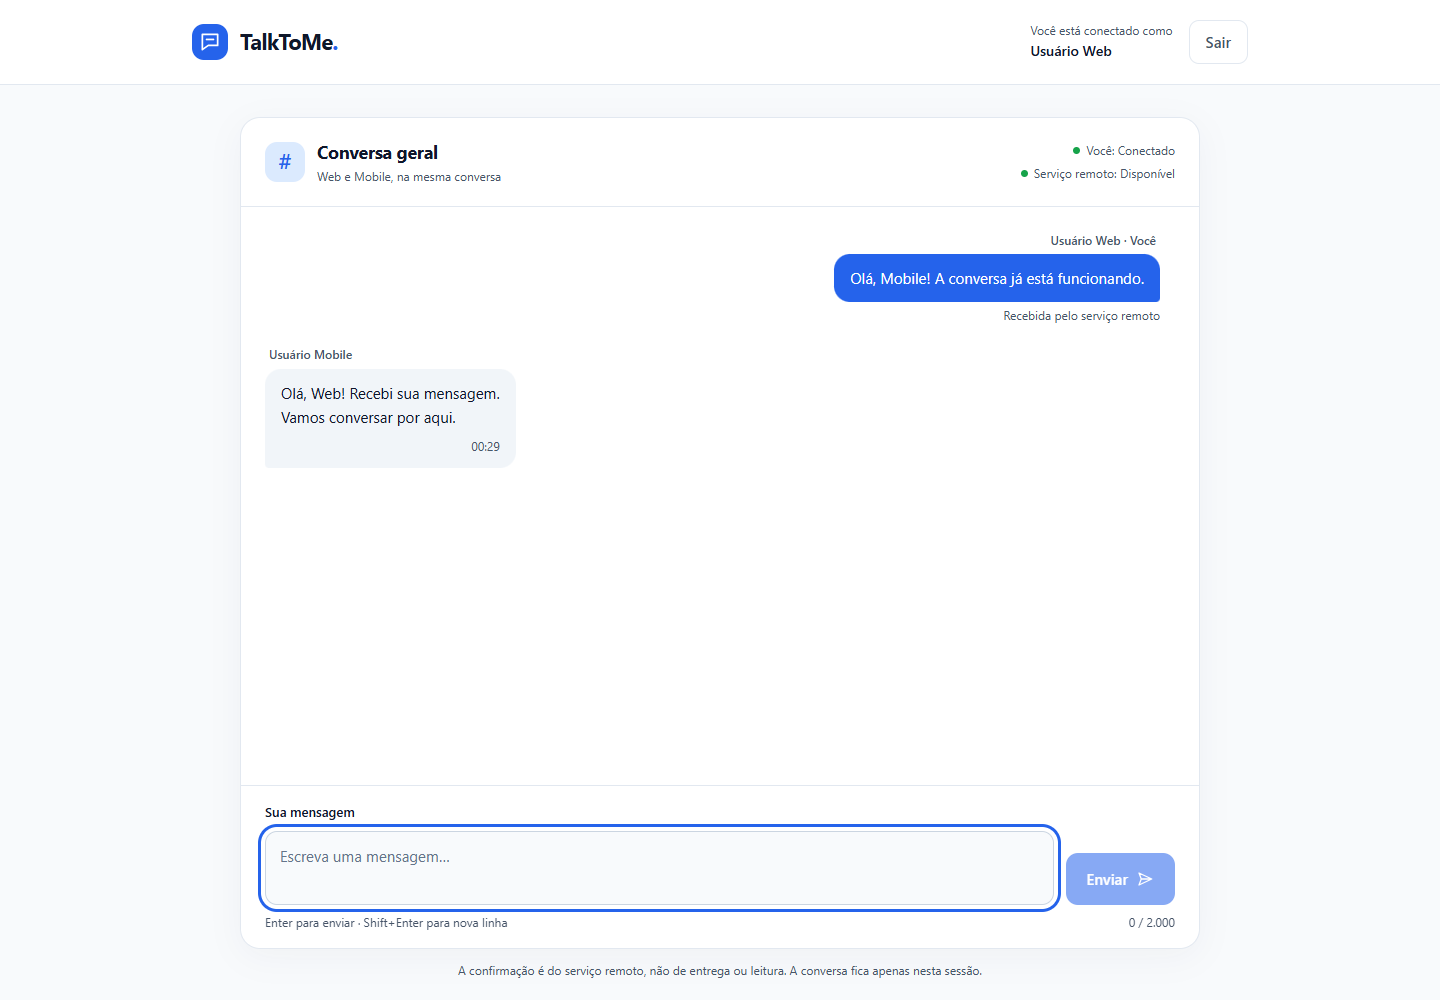 TalkToMe.
Você está conectado como
Usuário Web
Sair
#
Conversa geral
Web e Mobile, na mesma conversa
Você: Conectado
Serviço remoto: Disponível
Usuário Web · Você
Olá, Mobile! A conversa já está funcionando.
Recebida pelo serviço remoto
Usuário Mobile
Olá, Web! Recebi sua mensagem.
Vamos conversar por aqui.
00:29
Sua mensagem
Escreva uma mensagem...
Enviar
Enter para enviar · Shift+Enter para nova linha
0 / 2.000
A confirmação é do serviço remoto, não de entrega ou leitura. A conversa fica apenas nesta sessão.